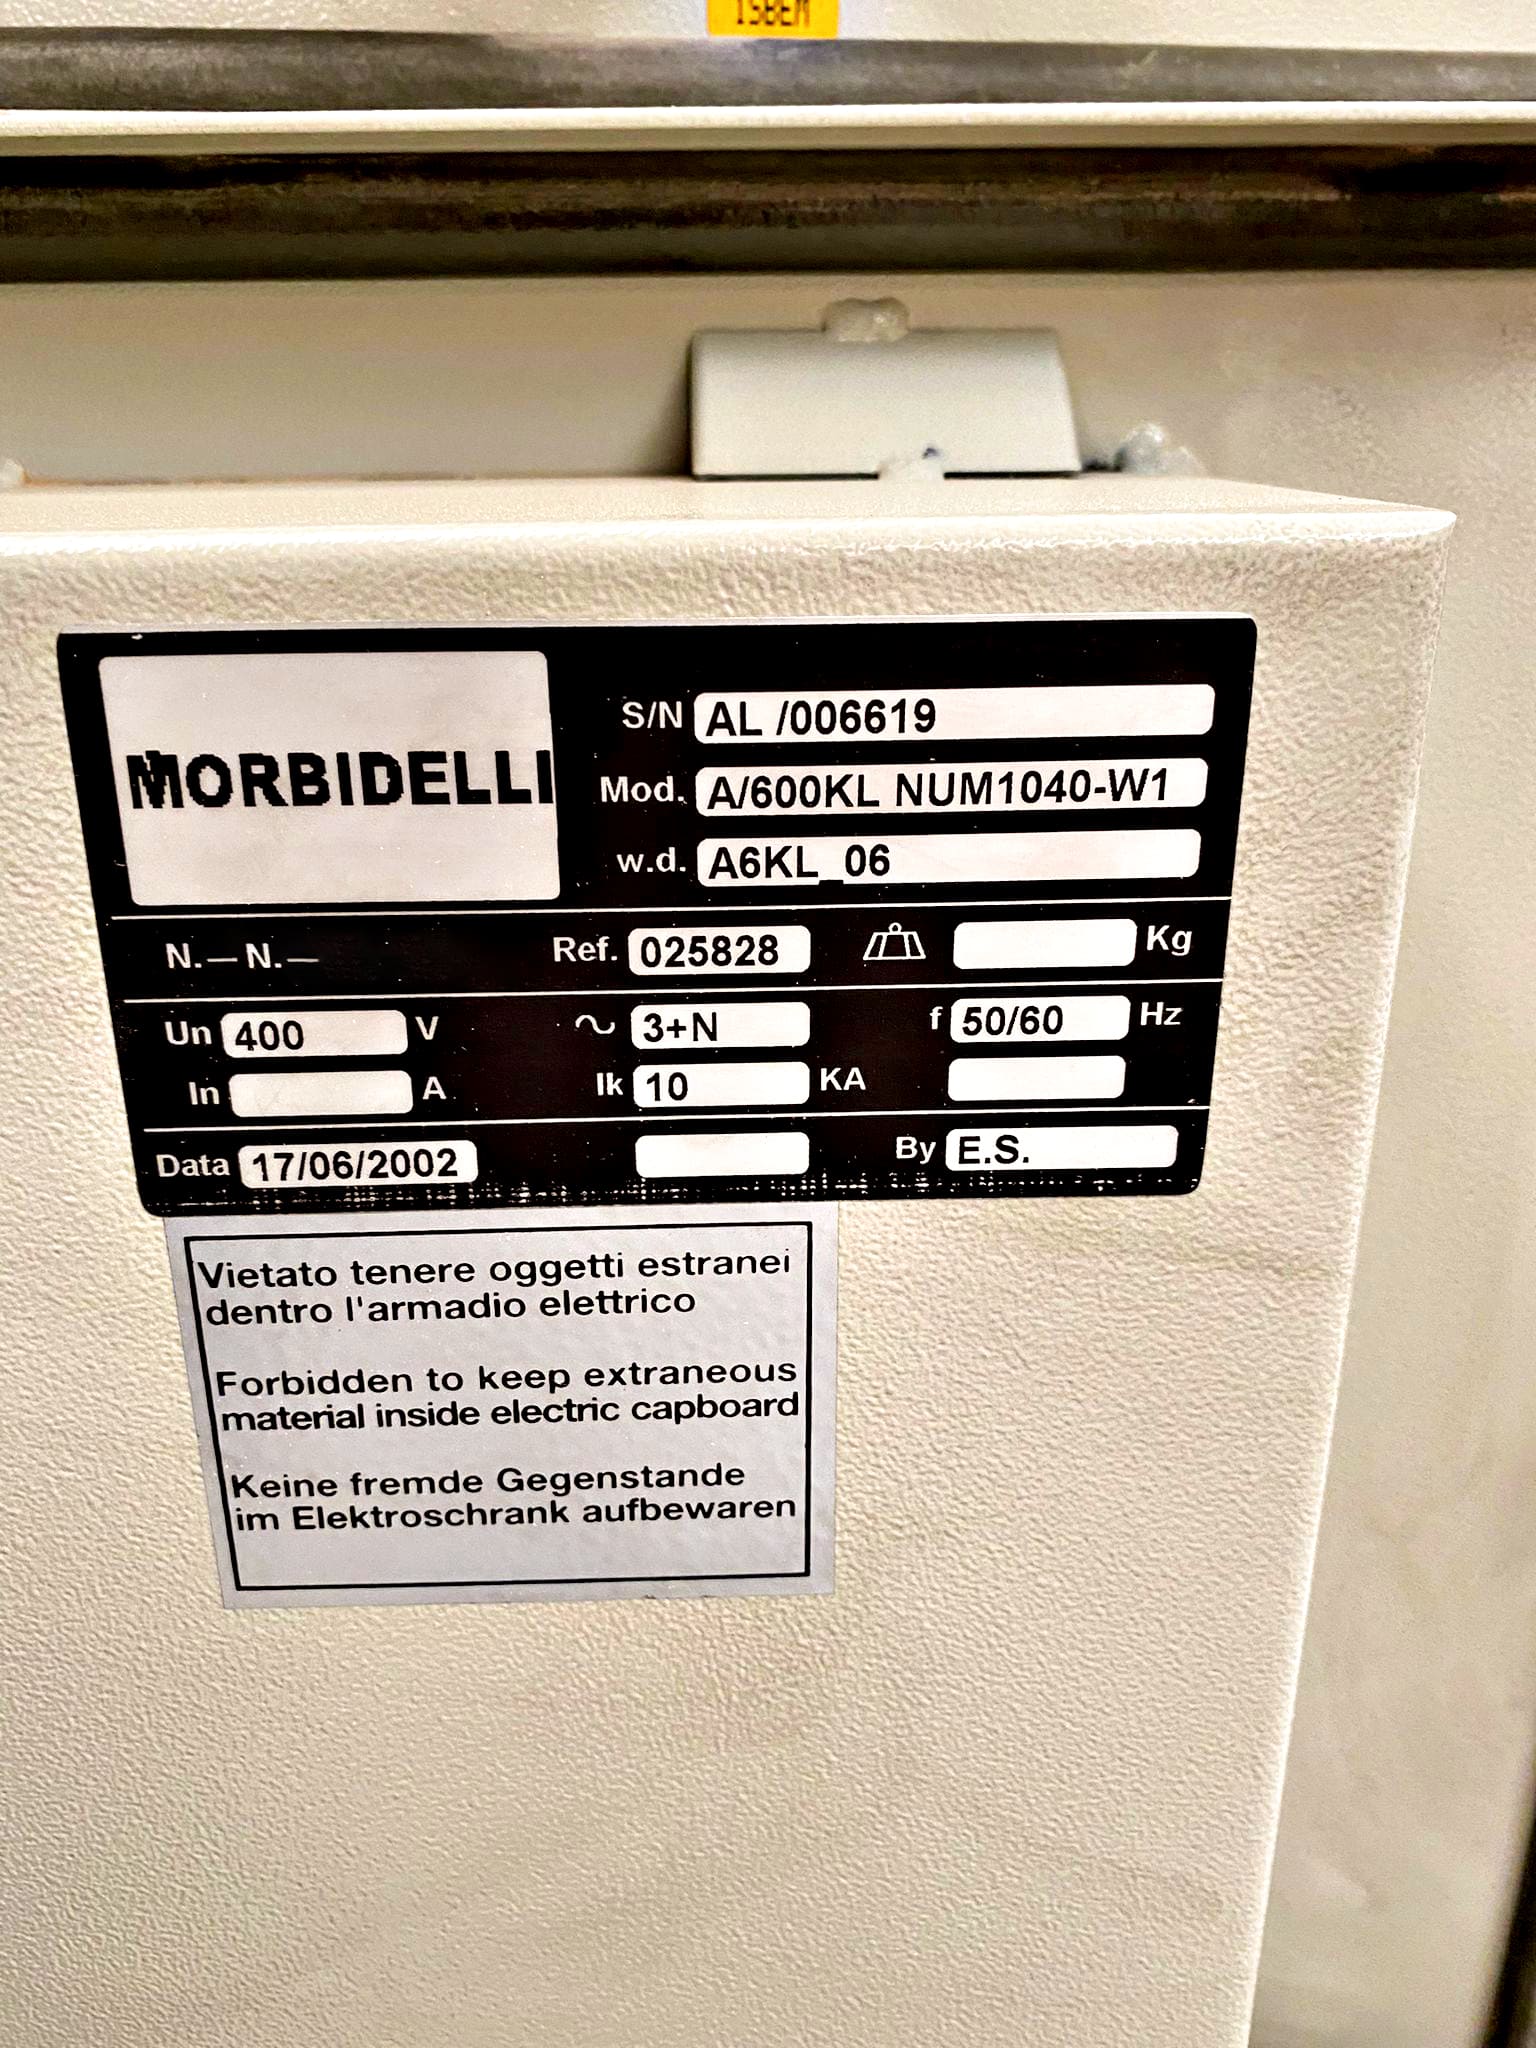 MORBIDELLI
S/N AL /006619
Mod. A/600KL NUM1040-W1
w.d. A6KL_06
N.— N.— Ref. 025828 Kg
Un 400 V 3+N f 50/60 Hz
In A Ik 10 KA
Data 17/06/2002 By E.S.
Vietato tenere oggetti estranei
dentro l'armadio elettrico
Forbidden to keep extraneous
material inside electric capboard
Keine fremde Gegenstande
im Elektroschrank aufbewaren